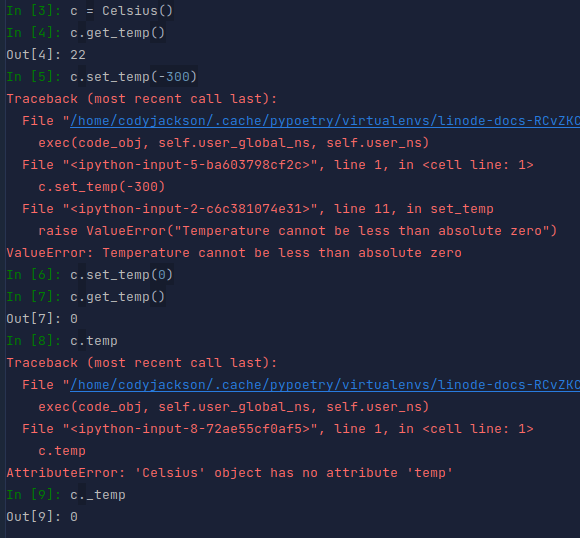 In [3]: c = Celsius()
In [4]: c.get_temp()
Out[4]: 22
In [5]: c.set_temp(-300)
Traceback (most recent call last):
File "/home/codyjackson/.cache/pypoetry/virtualenvs/linode-docs-RCvZKC
exec(code_obj, self.user_global_ns, self.user_ns)
File "<ipython-input-5-ba603798cf2c>", line 1, in <cell line: 1>
c.set_temp(-300)
File "<ipython-input-2-c6c381074e31>", line 11, in set_temp
raise ValueError("Temperature cannot be less than absolute zero")
ValueError: Temperature cannot be less than absolute zero
In [6]: c.set_temp(0)
In [7]: c.get_temp()
Out[7]: 0
In [8]: c.temp
Traceback (most recent call last):
File "/home/codyjackson/.cache/pypoetry/virtualenvs/linode-docs-RCvZKC
exec(code_obj, self.user_global_ns, self.user_ns)
File "<ipython-input-8-72ae55cf0af5>", line 1, in <cell line: 1>
c.temp
AttributeError: 'Celsius' object has no attribute 'temp'
In [9]: c._temp
Out[9]: 0